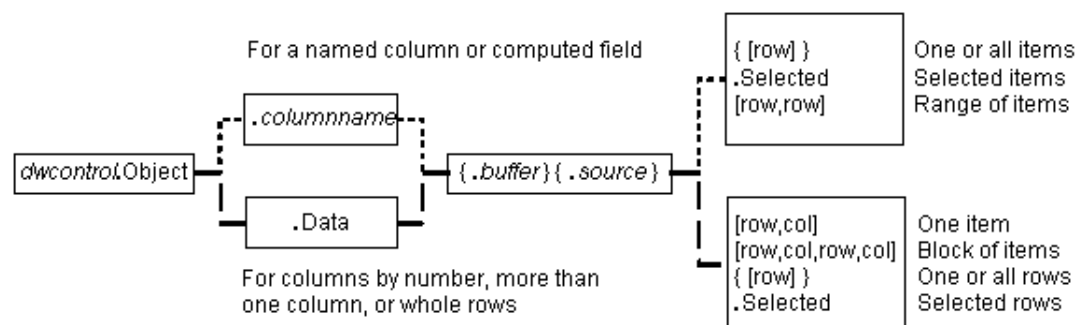 For a named column or computed field
dwcontrol.Object
.columnname
.Data
For columns by number, more than
one column, or whole rows
{ .buffer}{ .source}
{ [row] } One or all items
.Selected Selected items
[row,row] Range of items
[row,col] One item
[row,col,row,col] Block of items
{ [row] } One or all rows
.Selected Selected rows